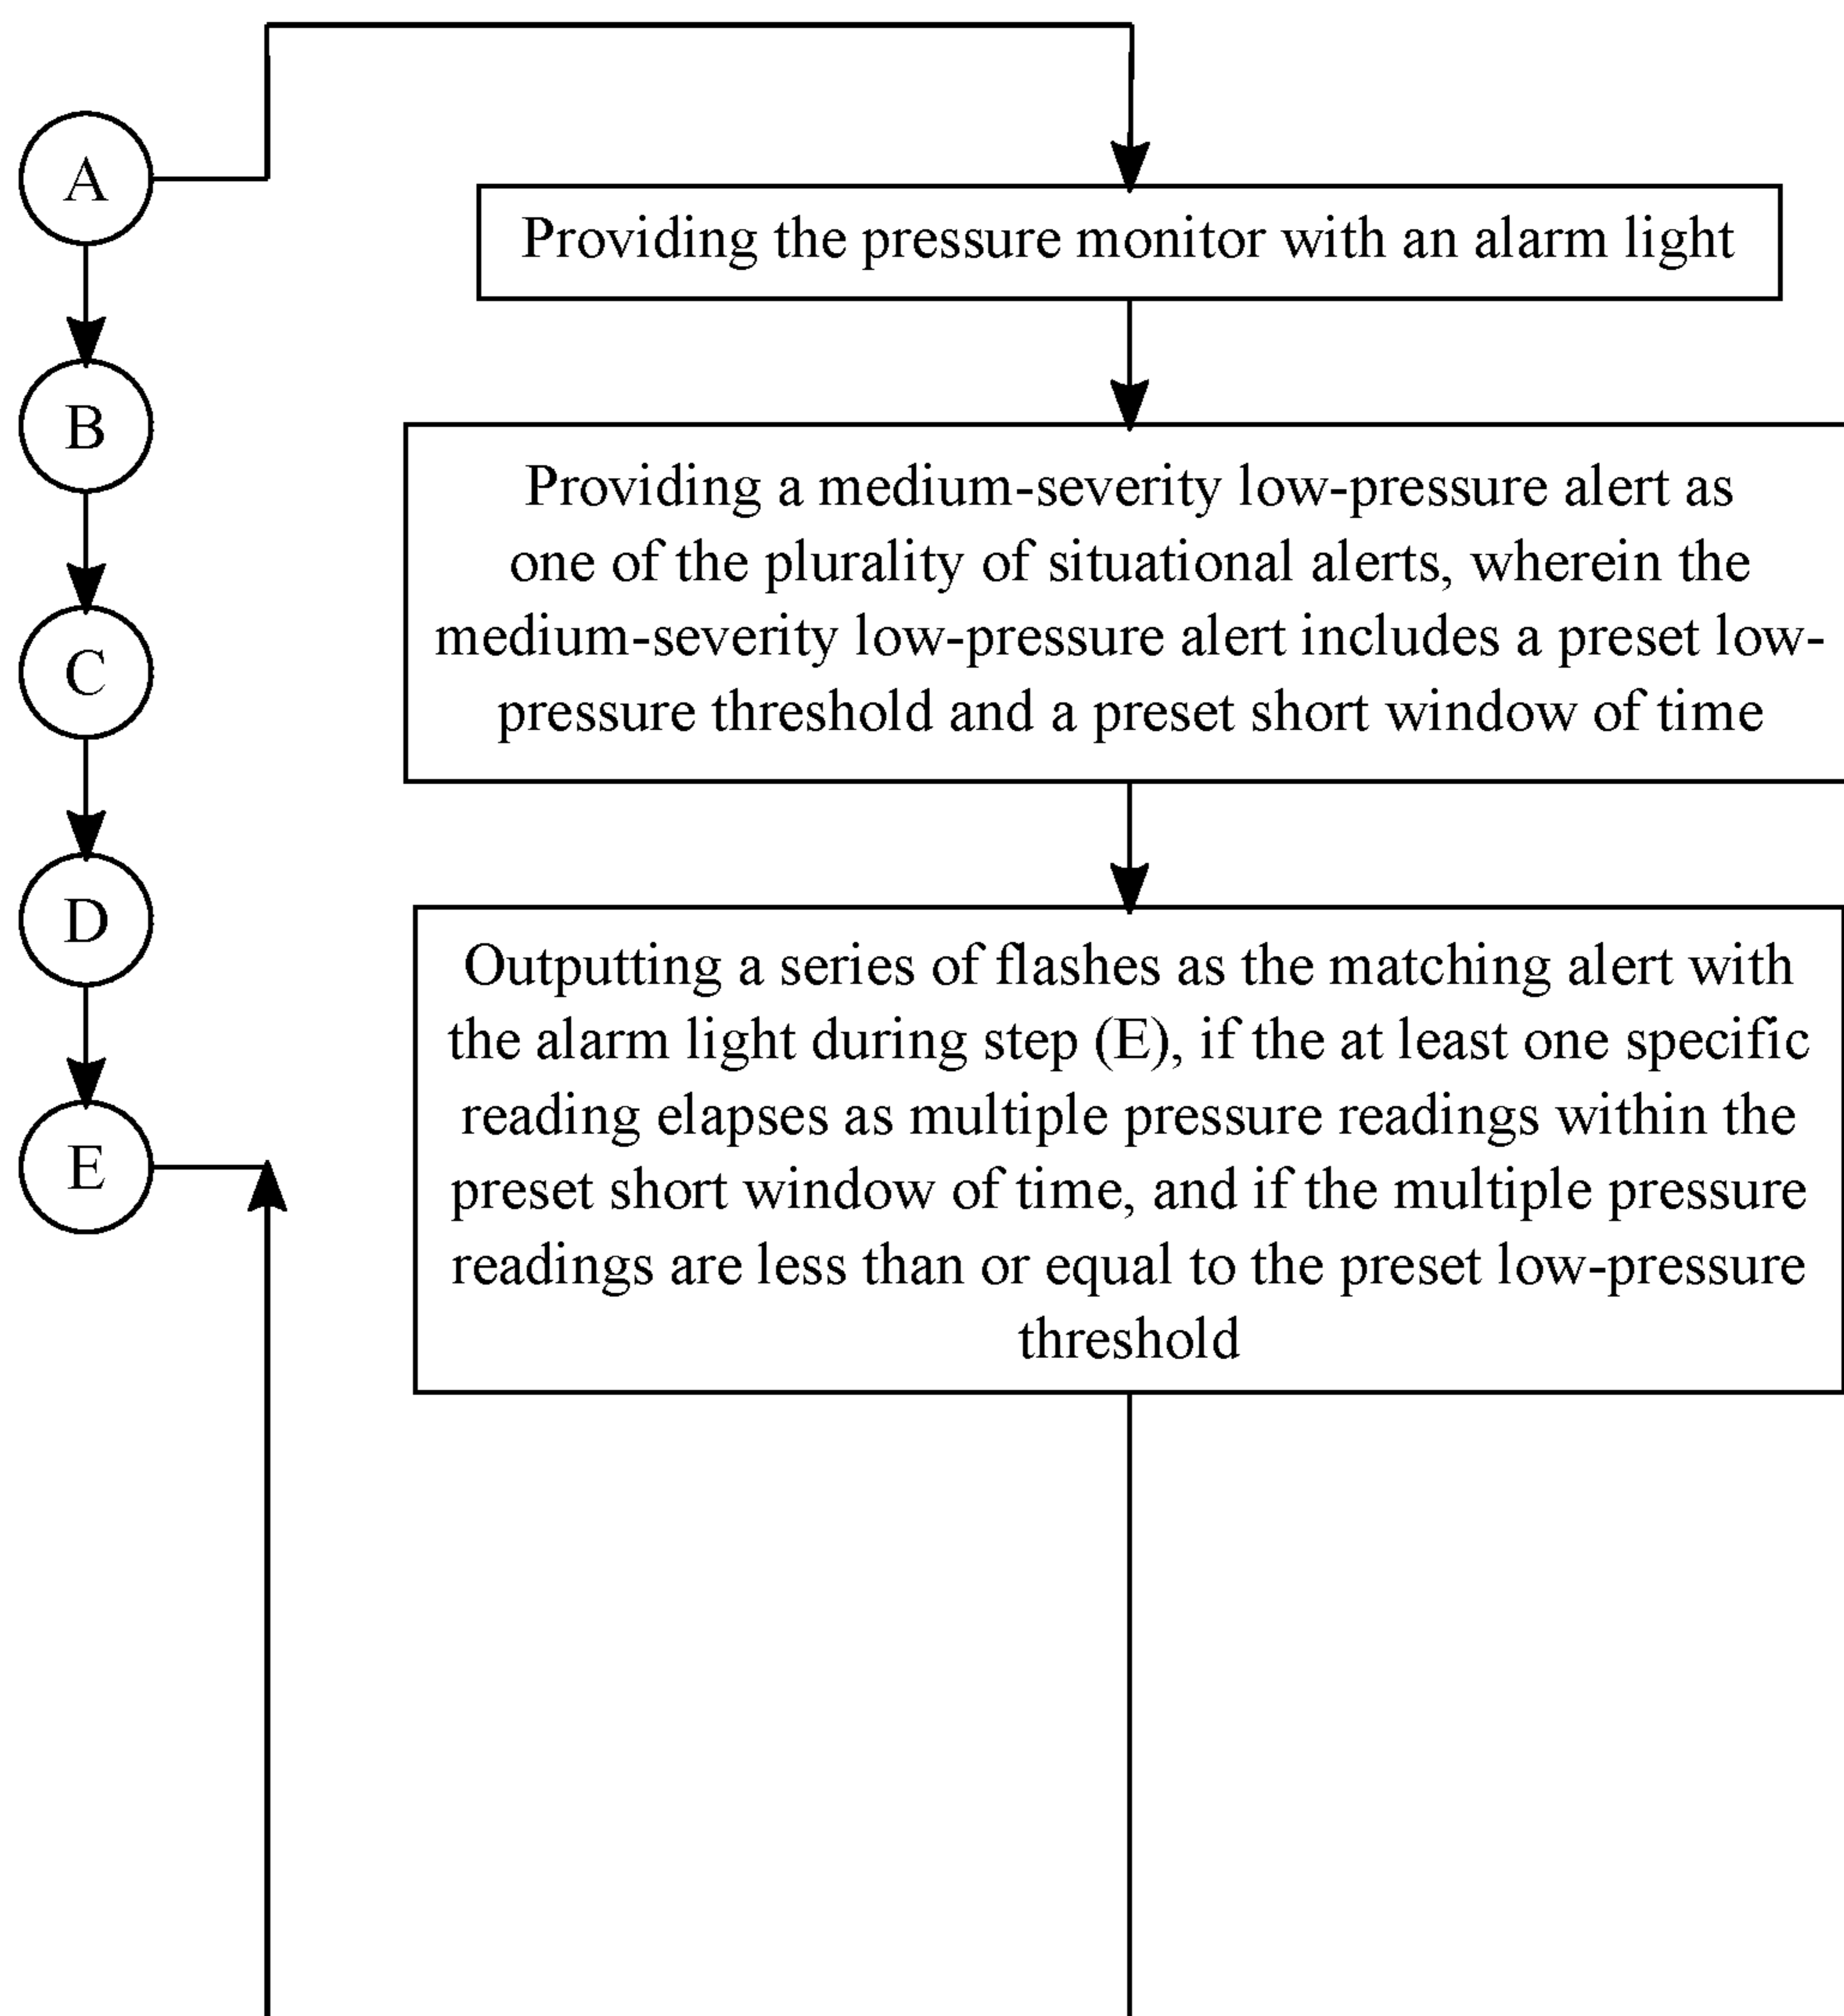 A
B
C
D
E
Providing the pressure monitor with an alarm light
Providing a medium-severity low-pressure alert as
one of the plurality of situational alerts, wherein the
medium-severity low-pressure alert includes a preset low-
pressure threshold and a preset short window of time
Outputting a series of flashes as the matching alert with
the alarm light during step (E), if the at least one specific
reading elapses as multiple pressure readings within the
preset short window of time, and if the multiple pressure
readings are less than or equal to the preset low-pressure
threshold